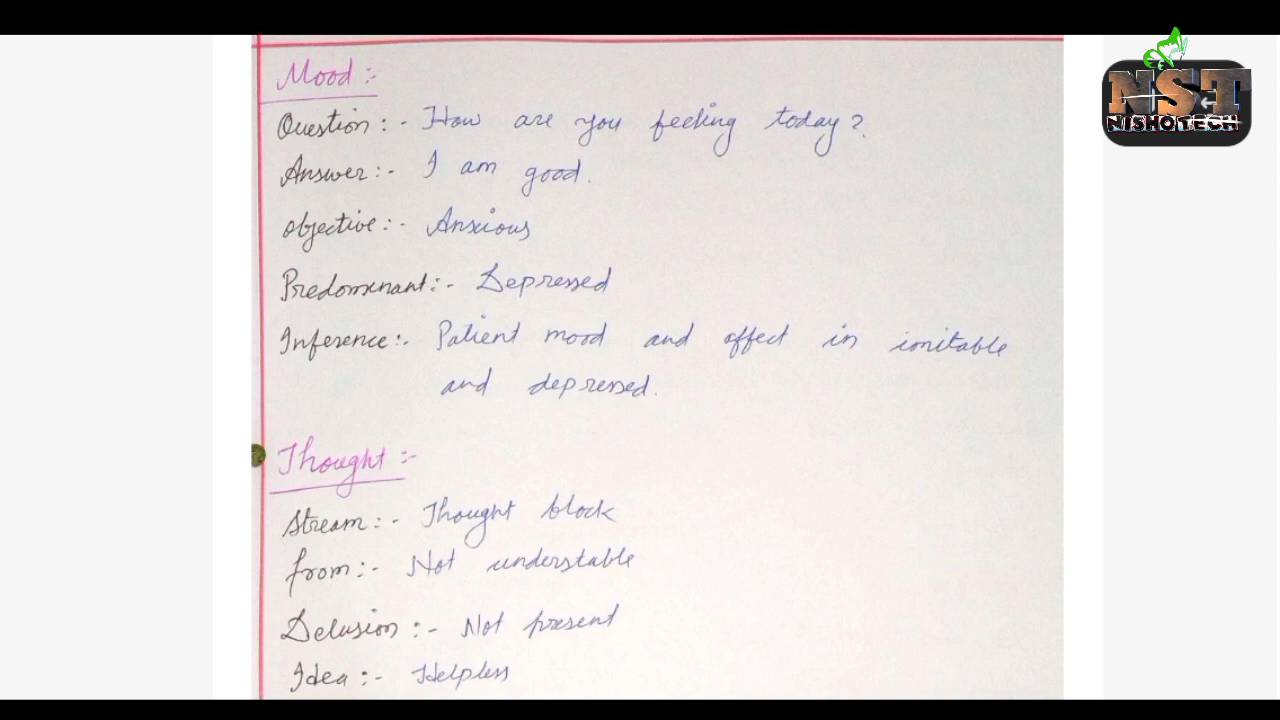 Mood :-
Question :- How are you feeling today?
Answer :- I am good.
Objective :- Anxious
Predominant :- Depressed
Inference :- Patient mood and affect in irritable
and depressed.
Thought :-
Stream :- Thought block
from :- Not understable
Delusion :- Not present
Idea :- Helpless
NST
NISHOTECH